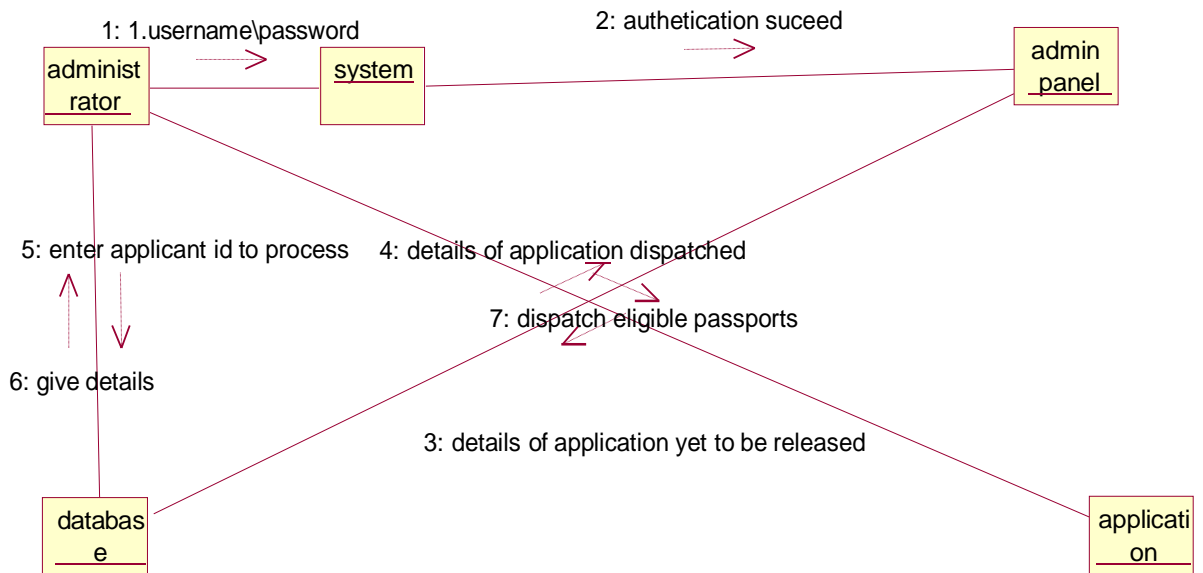 1: 1.username\password
2: authetication suceed
administ
rator
system
admin
panel
5: enter applicant id to process
4: details of application dispatched
7: dispatch eligible passports
6: give details
3: details of application yet to be released
databas
e
applicati
on